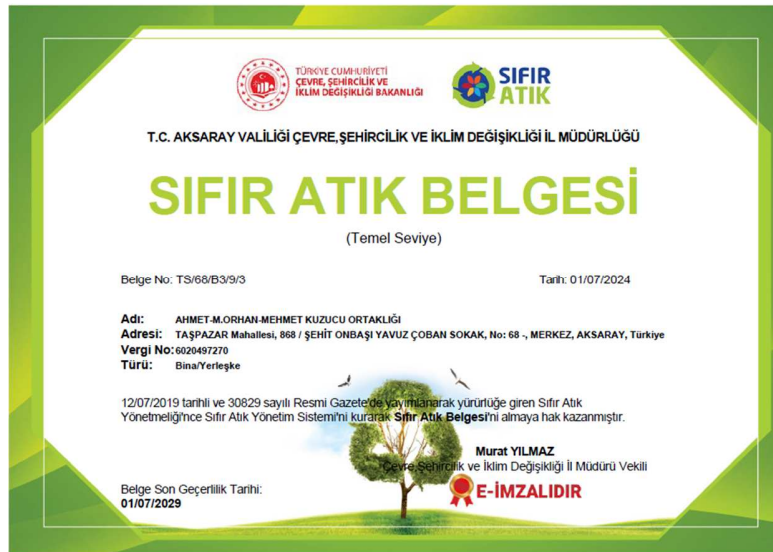 TÜRKİYE CUMHURİYETİ
ÇEVRE, ŞEHİRCİLİK VE
İKLİM DEĞİŞİKLİĞİ BAKANLIĞI
SIFIR
ATIK
T.C. AKSARAY VALİLİĞİ ÇEVRE,ŞEHİRCİLİK VE İKLİM DEĞİŞİKLİĞİ İL MÜDÜRLÜĞÜ
SIFIR ATIK BELGESİ
(Temel Seviye)
Belge No: TS/68/B3/9/3
Tarih: 01/07/2024
Adı: AHMET-M.ORHAN-MEHMET KUZUCU ORTAKLIĞI
Adresi: TAŞPAZAR Mahallesi, 868 / ŞEHİT ONBAŞI YAVUZ ÇOBAN SOKAK, No: 68 -, MERKEZ, AKSARAY, Türkiye
Vergi No: 6020497270
Türü: Bina/Yerleşke
12/07/2019 tarihli ve 30829 sayılı Resmi Gazete'de yayımlanarak yürürlüğe giren Sıfır Atık
Yönetmeliği'nce Sıfır Atık Yönetim Sistemi'ni kurarak Sıfır Atık Belgesi'ni almaya hak kazanmıştır.
Murat YILMAZ
Çevre,Şehircilik ve İklim Değişikliği İl Müdürü Vekili
E-İMZALIDIR
Belge Son Geçerlilik Tarihi:
01/07/2029